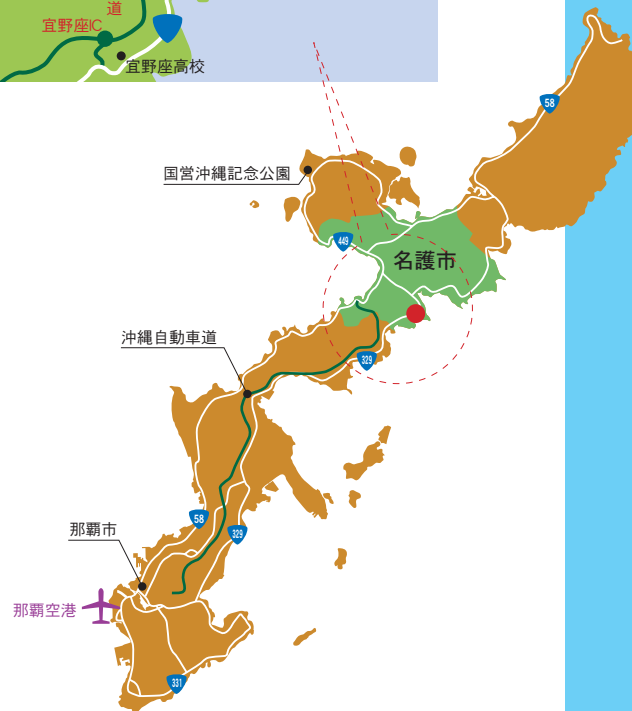 道
宜野座IC
宜野座高校
58
国営沖縄記念公園
449
名護市
沖縄自動車道
329
58
那覇市
329
那覇空港
331